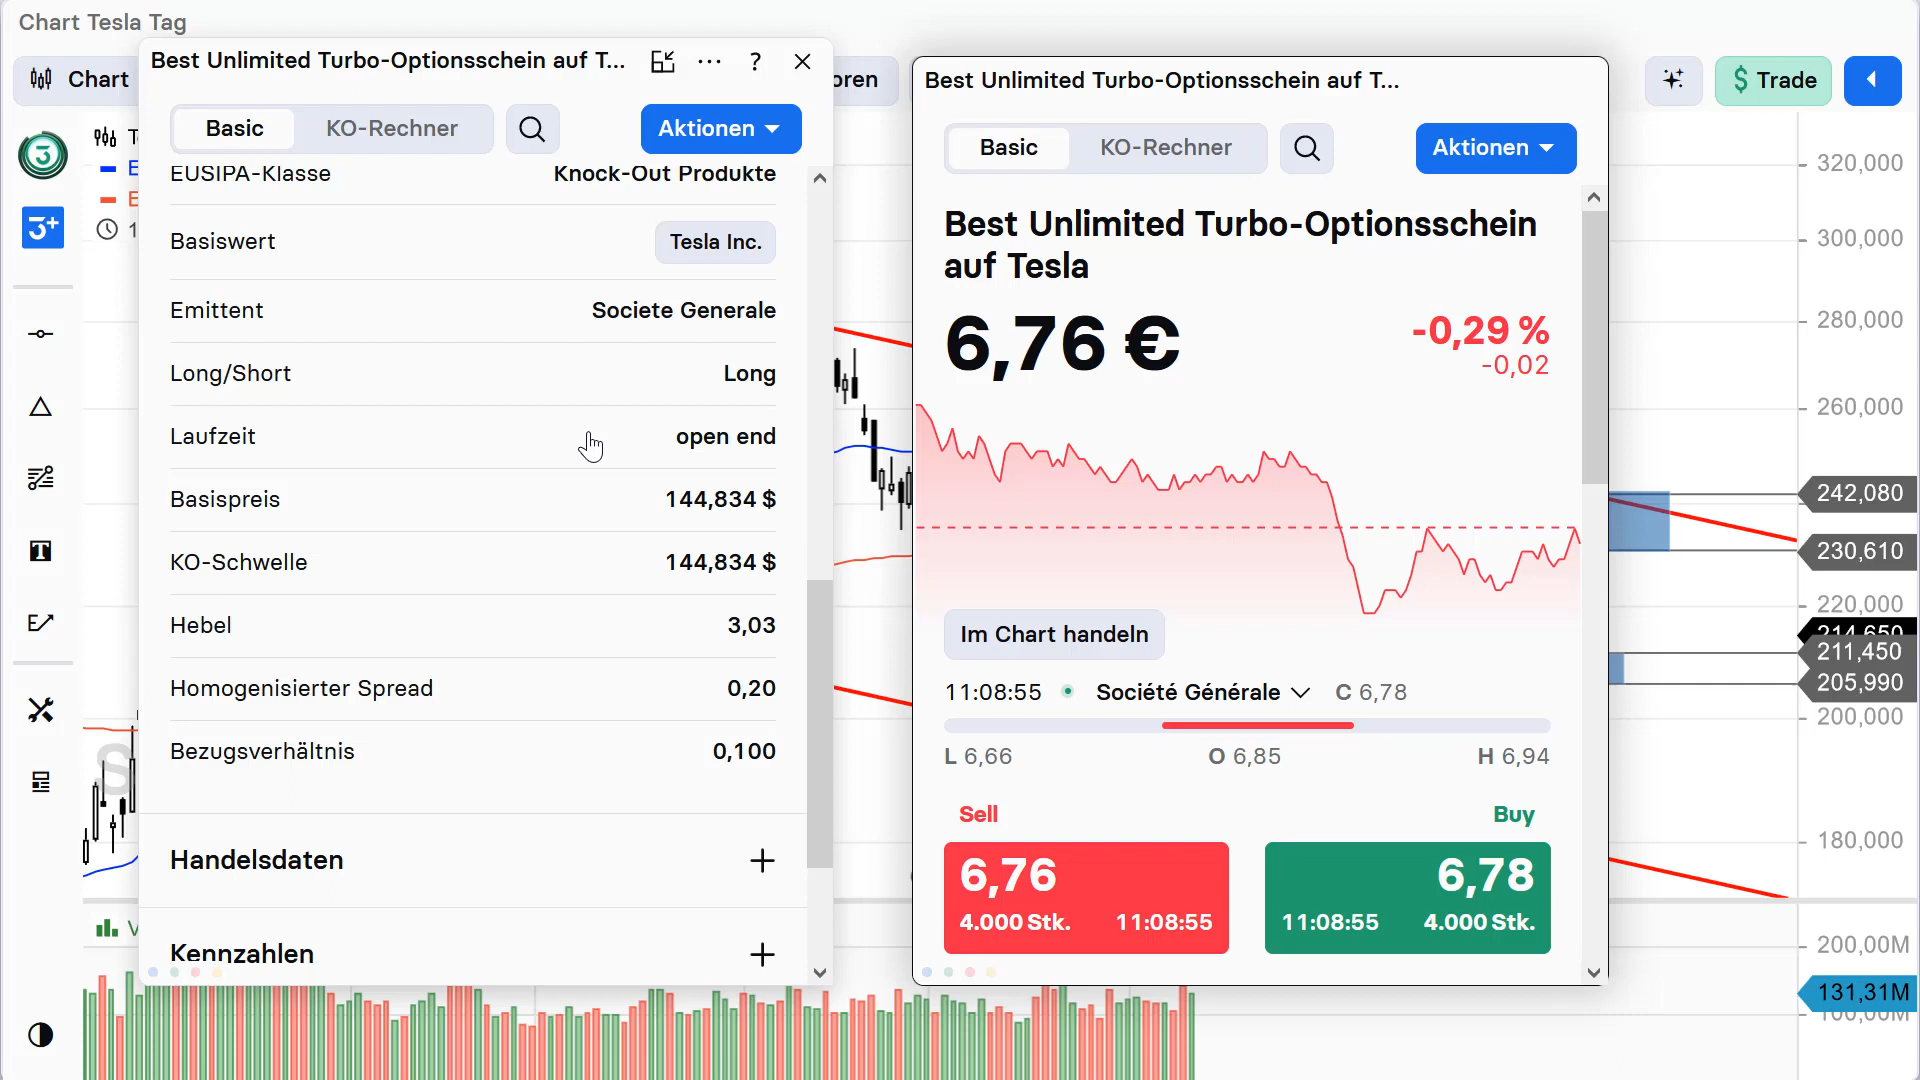 Chart Tesla Tag
Chart
oren
Trade
Best Unlimited Turbo-Optionsschein auf T...
?
Basic
KO-Rechner
Aktionen
EUSIPA-Klasse
Knock-Out Produkte
Basiswert
Tesla Inc.
Emittent
Societe Generale
Long/Short
Long
Laufzeit
open end
Basispreis
144,834 $
KO-Schwelle
144,834 $
Hebel
3,03
Homogenisierter Spread
0,20
Bezugsverhältnis
0,100
Handelsdaten
Kennzahlen
Best Unlimited Turbo-Optionsschein auf T...
Basic
KO-Rechner
Aktionen
Best Unlimited Turbo-Optionsschein
auf Tesla
6,76 €
-0,29 %
-0,02
Im Chart handeln
11:08:55
Société Générale
C 6,78
L 6,66
O 6,85
H 6,94
Sell
Buy
6,76
4.000 Stk.
11:08:55
6,78
11:08:55
4.000 Stk.
320,000
300,000
280,000
260,000
242,080
230,610
220,000
214,650
211,450
205,990
200,000
180,000
200,00M
131,31M
100,00M
3
3+
T